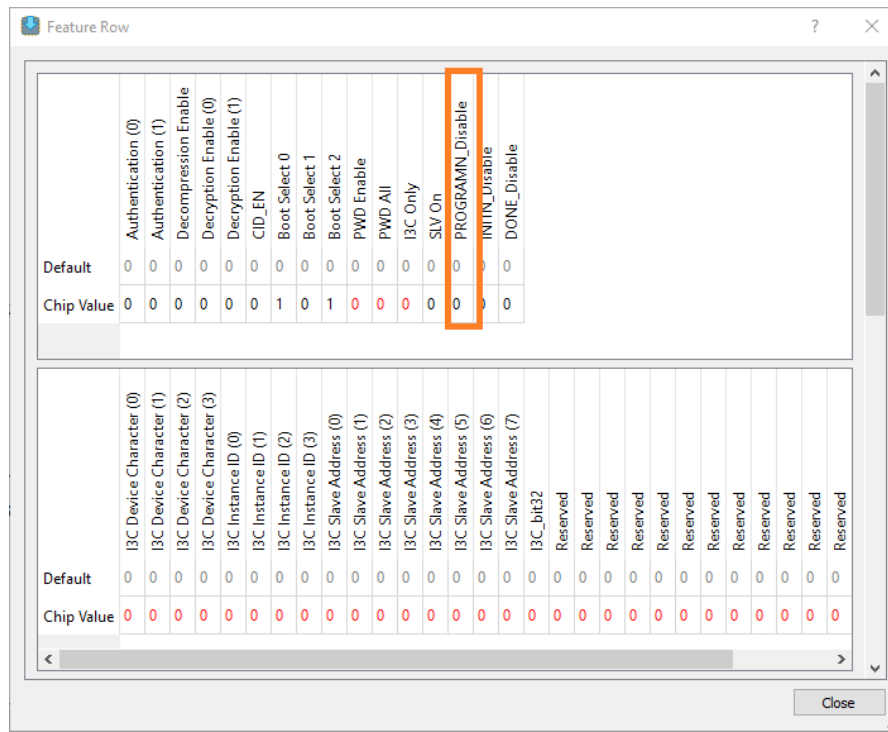 Feature Row ? ×
Authentication (0) Authentication (1) Decompression Enable Decryption Enable (0) Decryption Enable (1) CID_EN Boot Select 0 Boot Select 1 Boot Select 2 PWD Enable PWD All I3C Only SLV On PROGRAMN_Disable INITN_Disable DONE_Disable
Default 0 0 0 0 0 0 0 0 0 0 0 0 0 0 0 0
Chip Value 0 0 0 0 0 0 1 0 1 0 0 0 0 0 0 0
I3C Device Character (0) I3C Device Character (1) I3C Device Character (2) I3C Device Character (3) I3C Instance ID (0) I3C Instance ID (1) I3C Instance ID (2) I3C Instance ID (3) I3C Slave Address (0) I3C Slave Address (1) I3C Slave Address (2) I3C Slave Address (3) I3C Slave Address (4) I3C Slave Address (5) I3C Slave Address (6) I3C Slave Address (7) I3C_bit32 Reserved Reserved Reserved Reserved Reserved Reserved Reserved Reserved Reserved Reserved Reserved Reserved
Default 0 0 0 0 0 0 0 0 0 0 0 0 0 0 0 0 0 0 0 0 0 0 0 0 0 0 0 0 0
Chip Value 0 0 0 0 0 0 0 0 0 0 0 0 0 0 0 0 0 0 0 0 0 0 0 0 0 0 0 0 0
Close